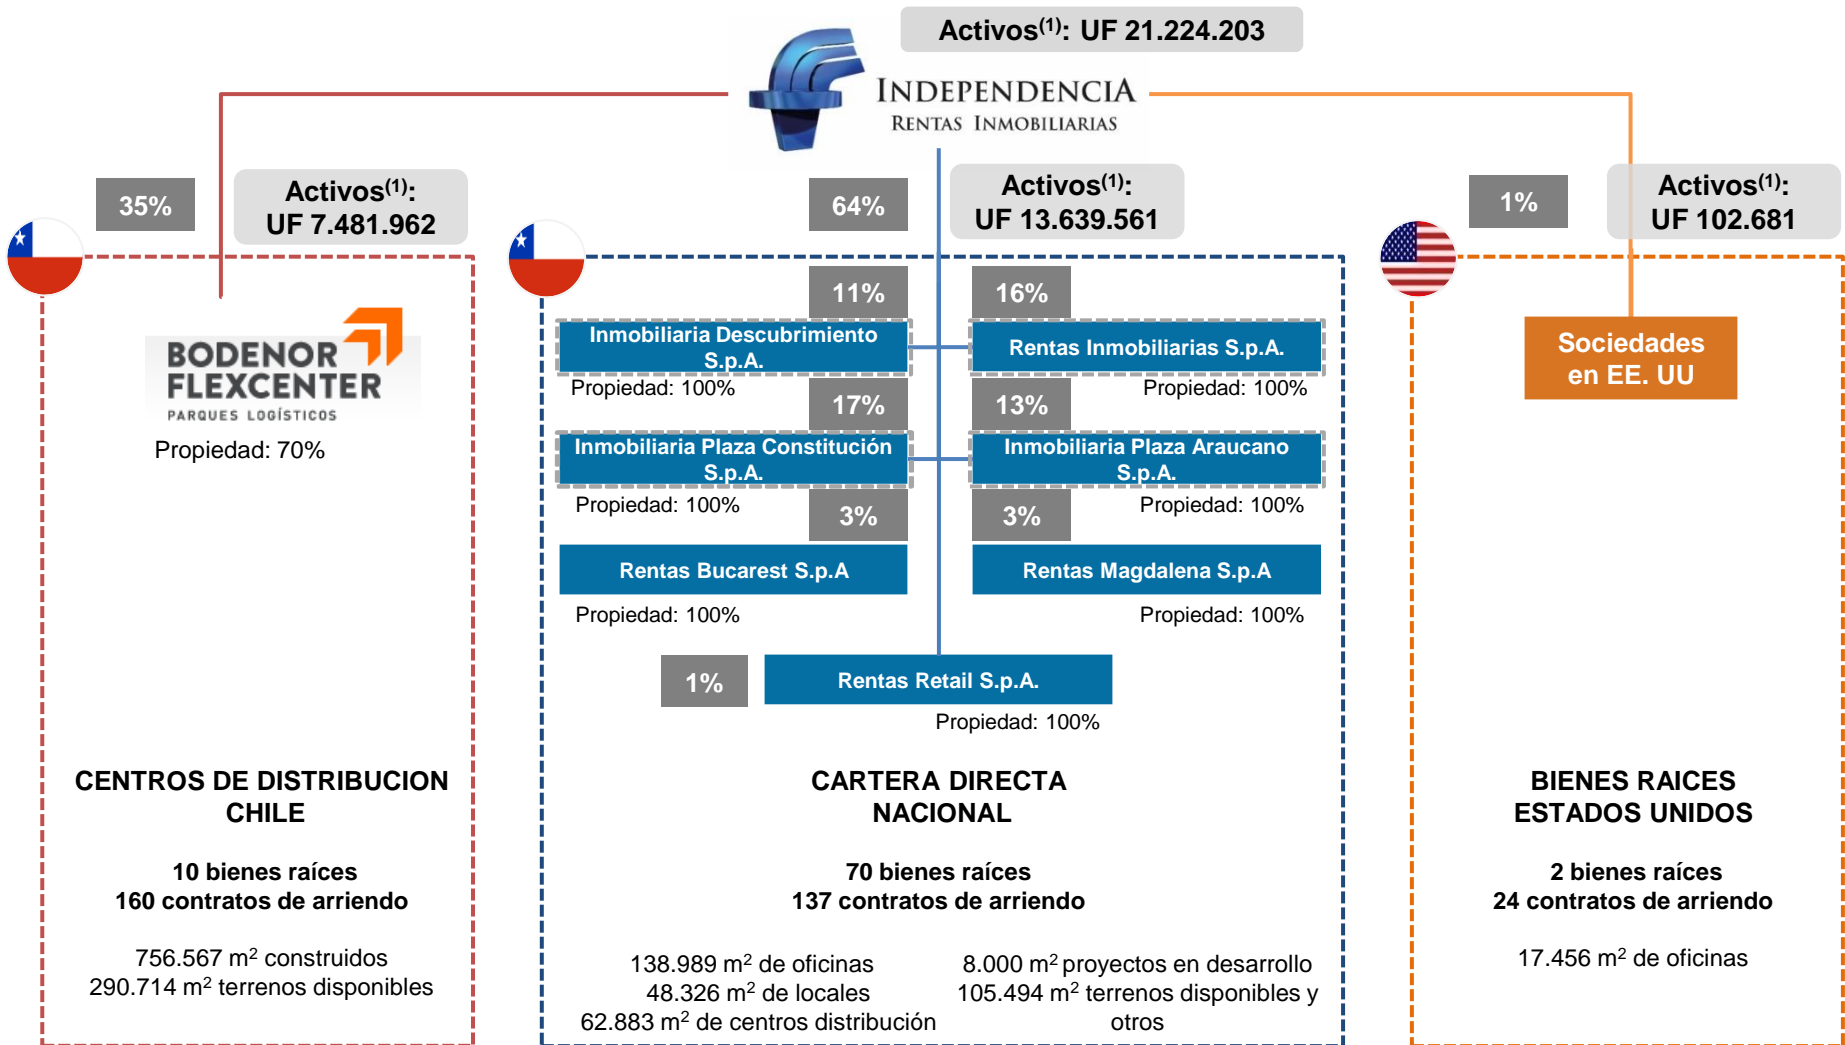 Activos(1): UF 21.224.203
INDEPENDENCIA
RENTAS INMOBILIARIAS
35%
Activos(1):
UF 7.481.962
64%
Activos(1):
UF 13.639.561
1%
Activos(1):
UF 102.681
BODENOR
FLEXCENTER
PARQUES LOGÍSTICOS
Propiedad: 70%
11%
Inmobiliaria Descubrimiento
S.p.A.
Propiedad: 100%
16%
Rentas Inmobiliarias S.p.A.
Propiedad: 100%
17%
Inmobiliaria Plaza Constitución
S.p.A.
Propiedad: 100%
13%
Inmobiliaria Plaza Araucano
S.p.A.
Propiedad: 100%
3%
Rentas Bucarest S.p.A
Propiedad: 100%
3%
Rentas Magdalena S.p.A
Propiedad: 100%
1%
Rentas Retail S.p.A.
Propiedad: 100%
Sociedades
en EE. UU
CENTROS DE DISTRIBUCION
CHILE
10 bienes raíces
160 contratos de arriendo
756.567 m2 construidos
290.714 m2 terrenos disponibles
CARTERA DIRECTA
NACIONAL
70 bienes raíces
137 contratos de arriendo
138.989 m2 de oficinas
48.326 m2 de locales
62.883 m2 de centros distribución
8.000 m2 proyectos en desarrollo
105.494 m2 terrenos disponibles y
otros
BIENES RAICES
ESTADOS UNIDOS
2 bienes raíces
24 contratos de arriendo
17.456 m2 de oficinas